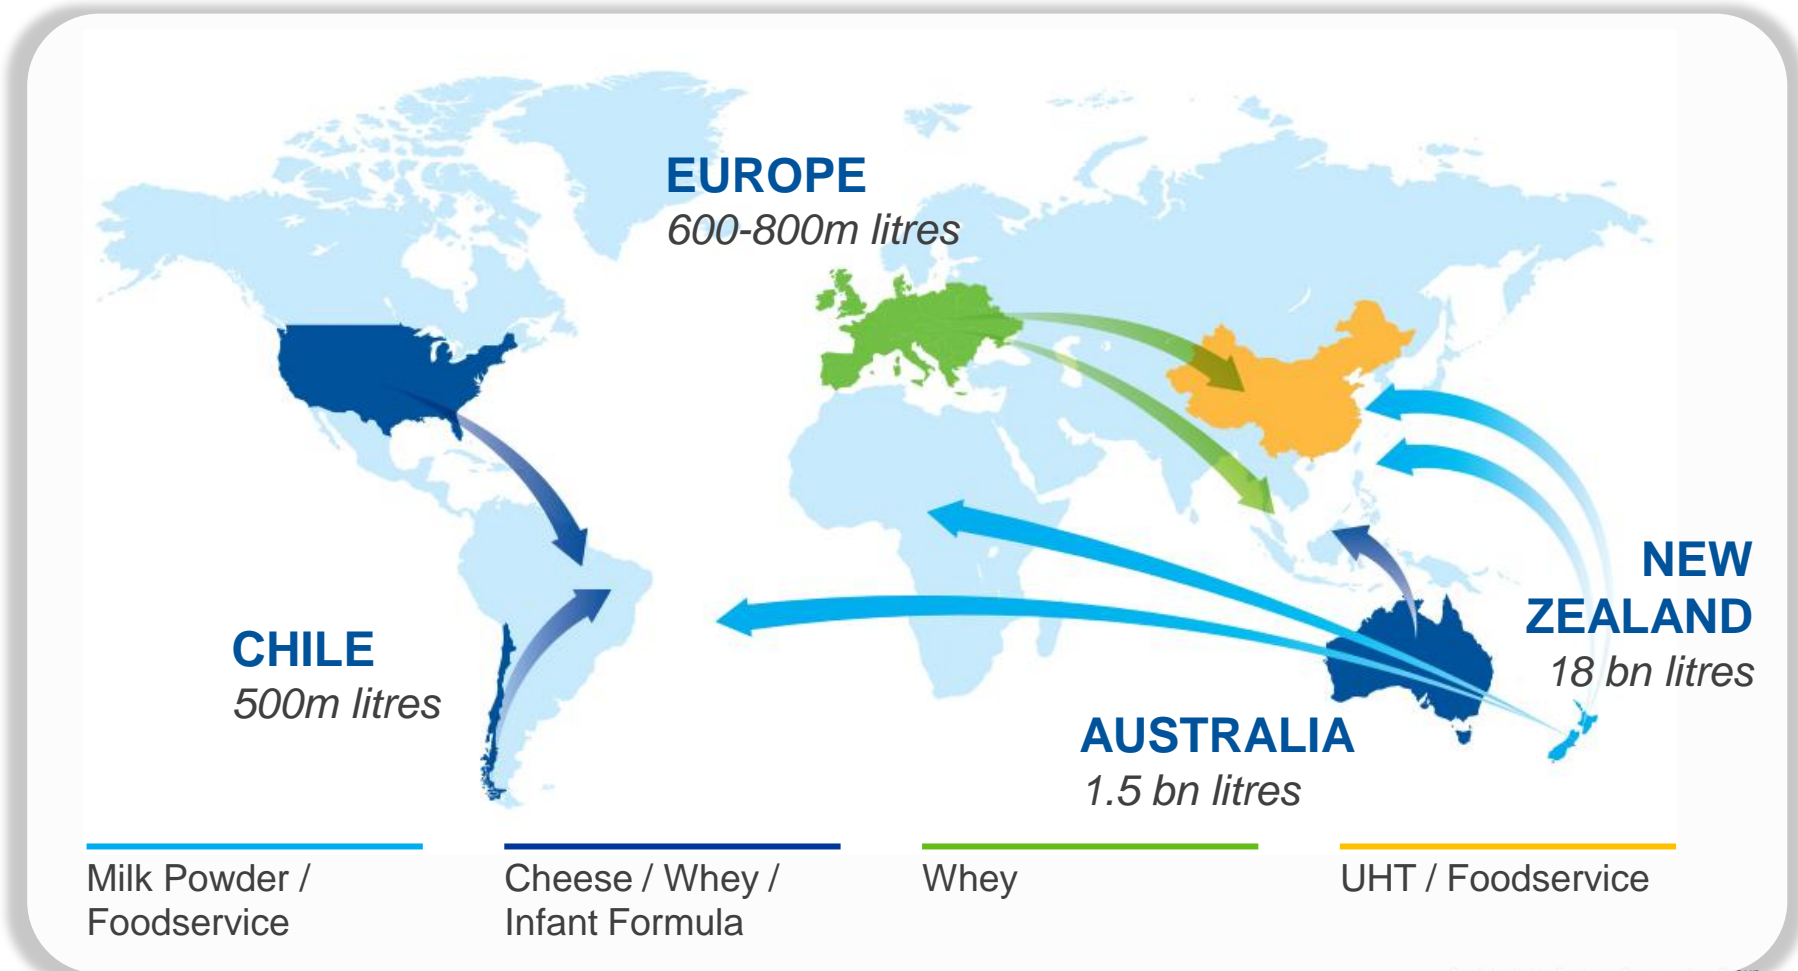 EUROPE
600-800m litres
NEW
ZEALAND
18 bn litres
CHILE
500m litres
AUSTRALIA
1.5 bn litres
Milk Powder /
Foodservice
Cheese / Whey /
Infant Formula
Whey
UHT / Foodservice